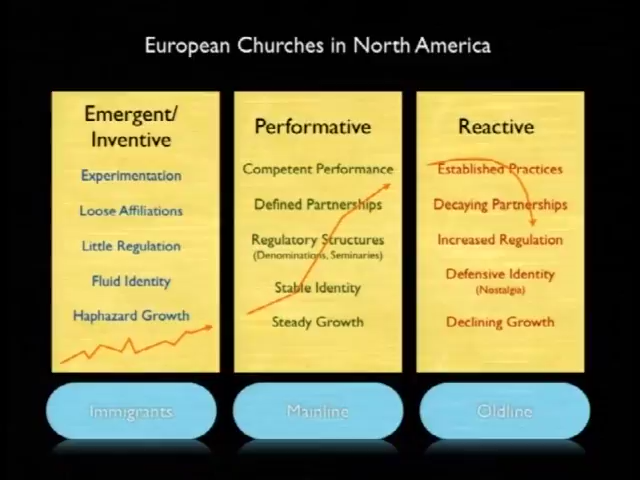 European Churches in North America
Emergent/
Inventive
Experimentation
Loose Affiliations
Little Regulation
Fluid Identity
Haphazard Growth
Immigrants
Performative
Competent Performance
Defined Partnerships
Regulatory Structures
(Denominations, Seminaries)
Stable Identity
Steady Growth
Mainline
Reactive
Established Practices
Decaying Partnerships
Increased Regulation
Defensive Identity
(Nostalgia)
Declining Growth
Oldline